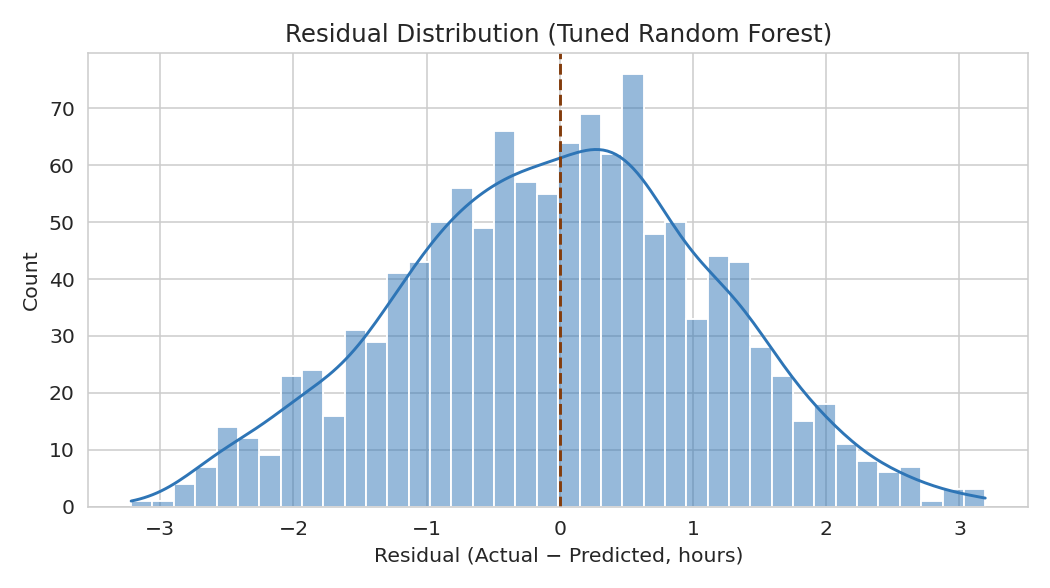 Residual Distribution (Tuned Random Forest)
Count
70
60
50
40
30
20
10
0
−3 −2 −1 0 1 2 3
Residual (Actual − Predicted, hours)